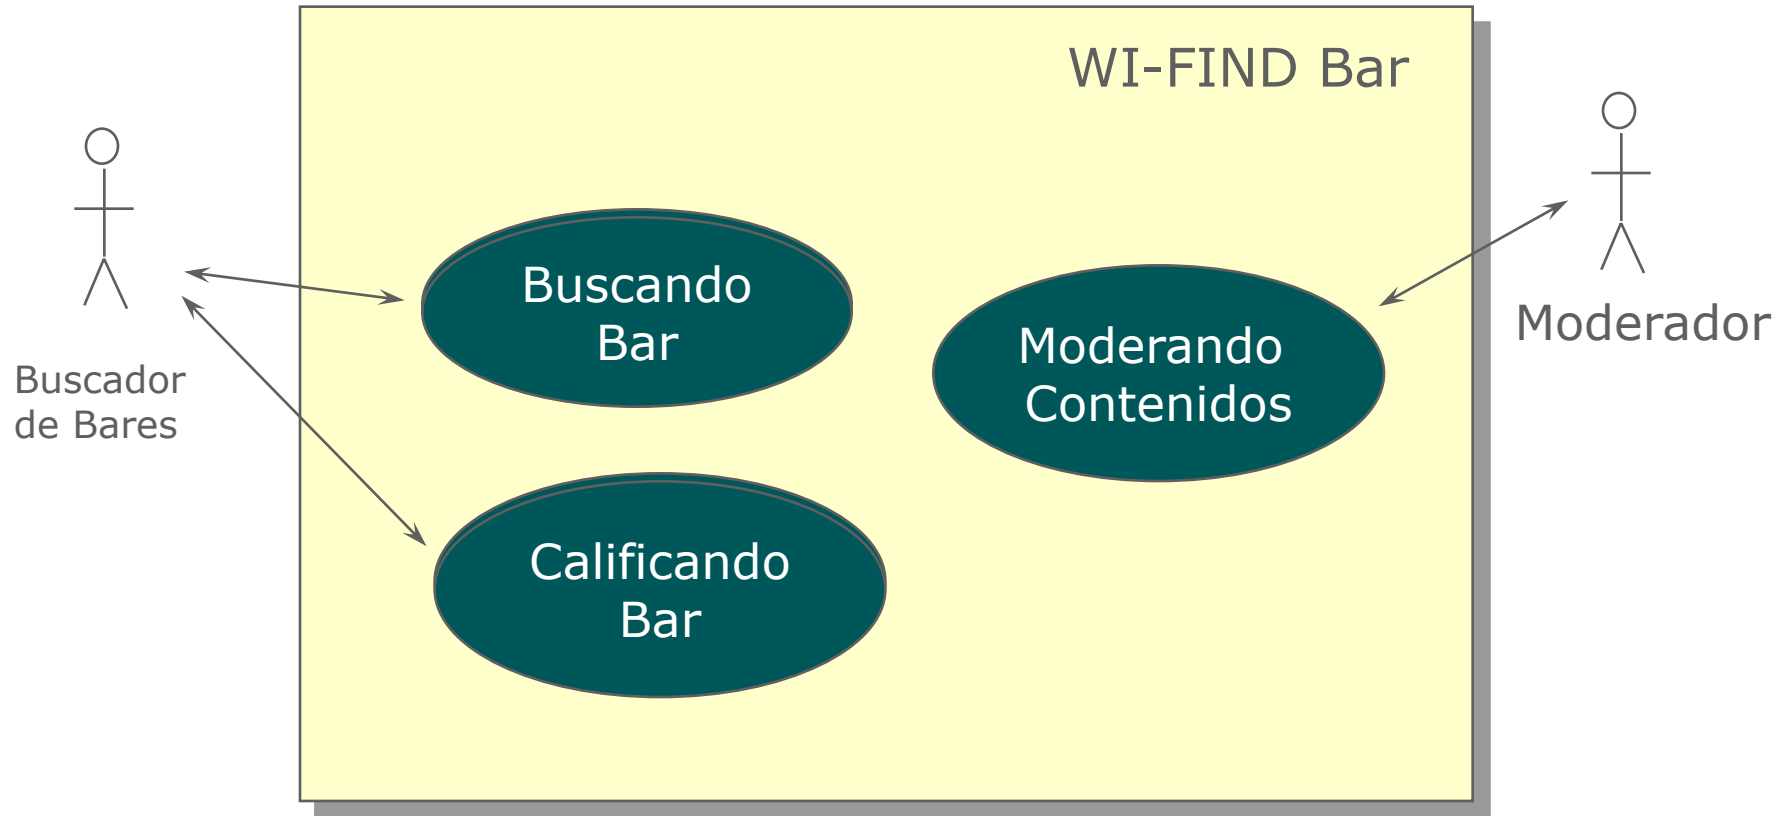 WI-FIND Bar
Buscador
de Bares
Buscando
Bar
Calificando
Bar
Moderando
Contenidos
Moderador